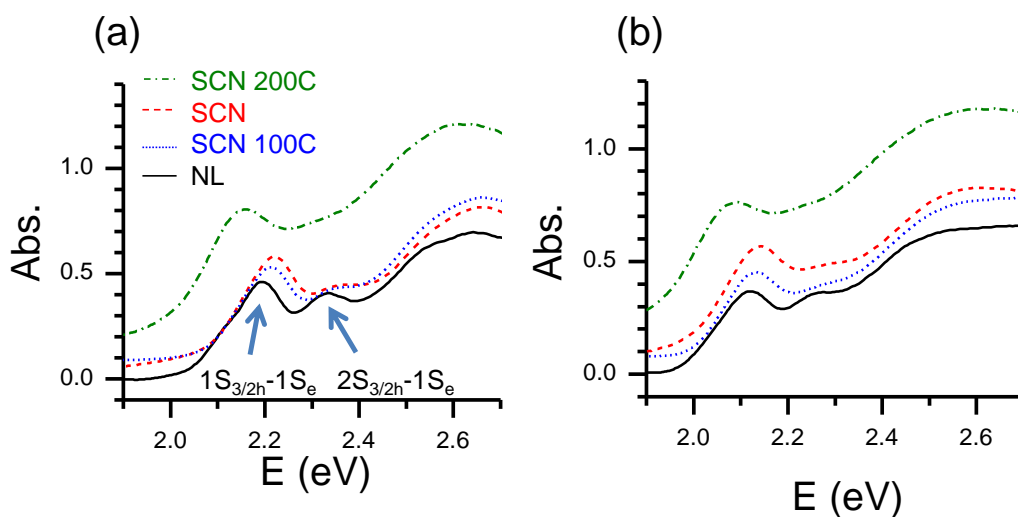 (a)
SCN 200C
SCN
SCN 100C
NL
1.0
0.5
0.0
Abs.
1S3/2h-1Se 2S3/2h-1Se
2.0 2.2 2.4 2.6
E (eV)
(b)
1.0
0.5
0.0
Abs.
2.0 2.2 2.4 2.6
E (eV)